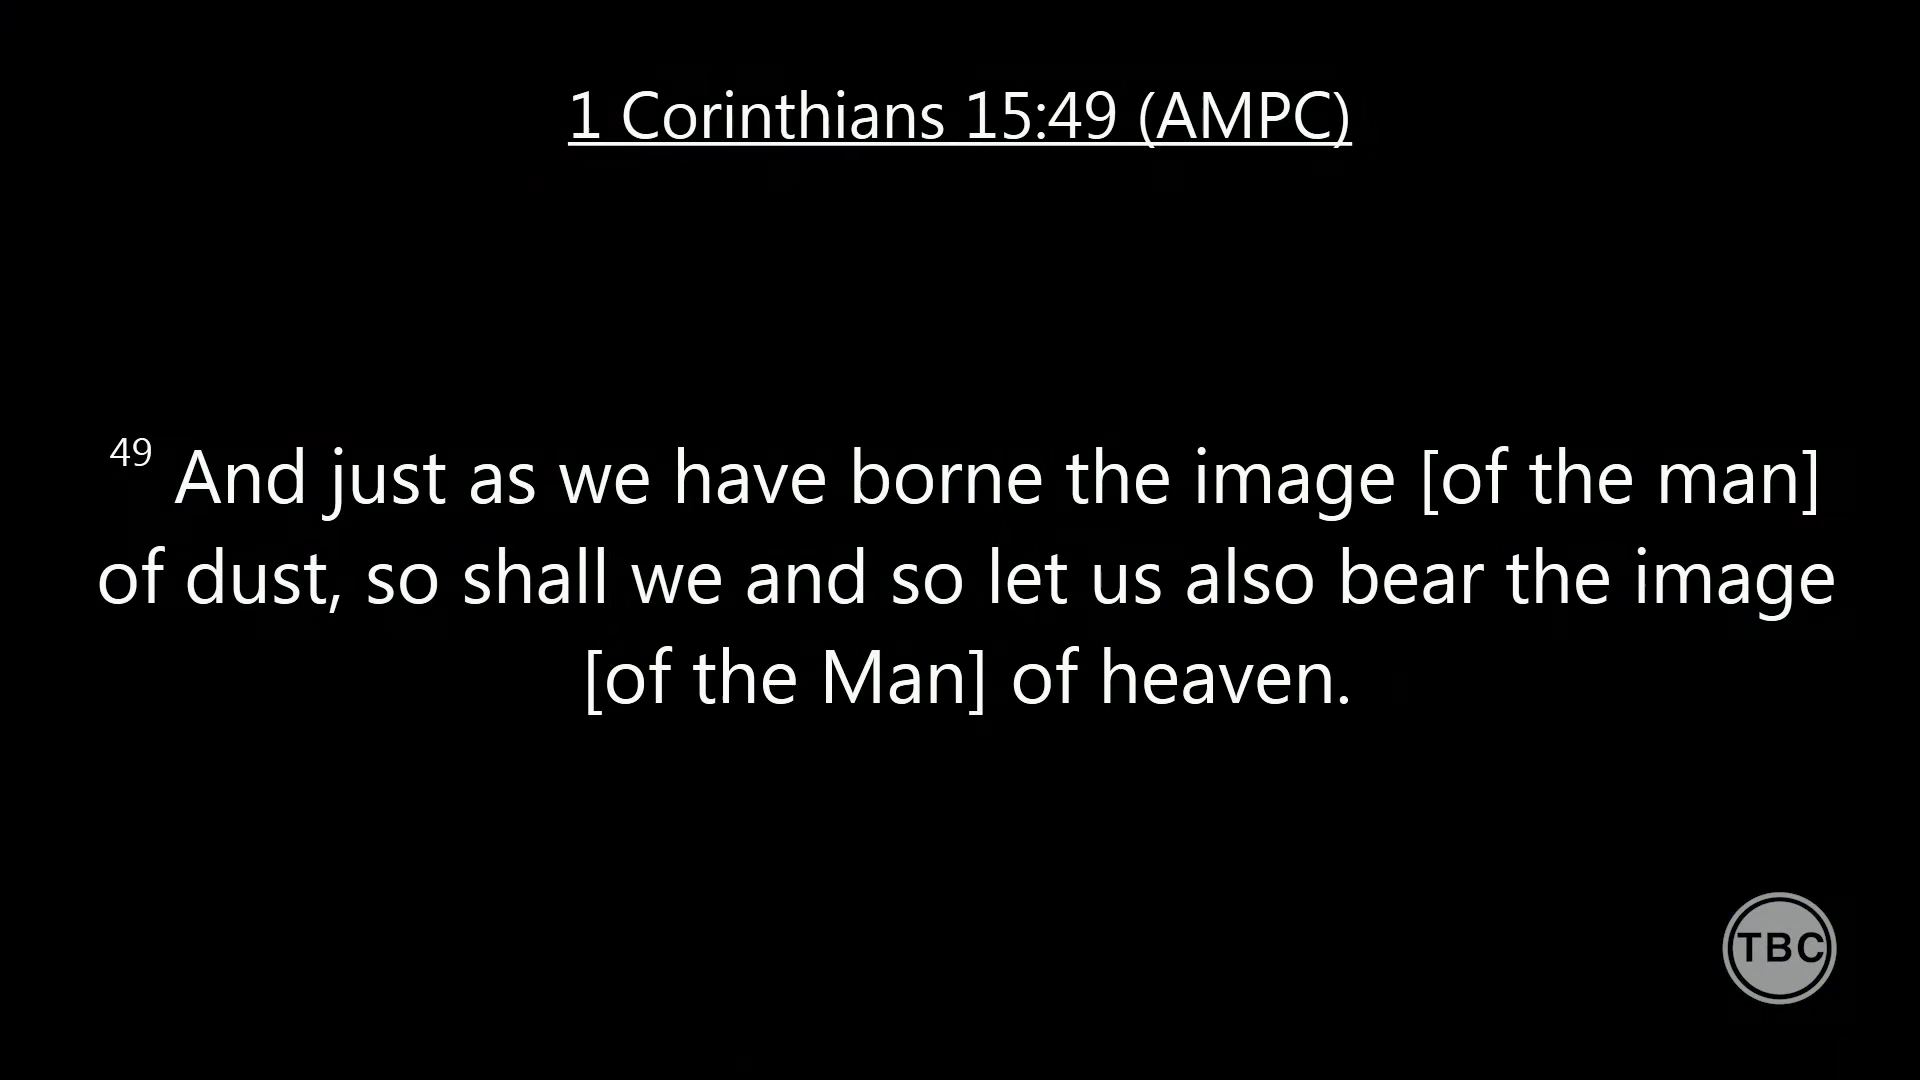 1 Corinthians 15:49 (AMPC)
49 And just as we have borne the image [of the man]
of dust, so shall we and so let us also bear the image
[of the Man] of heaven.
TBC